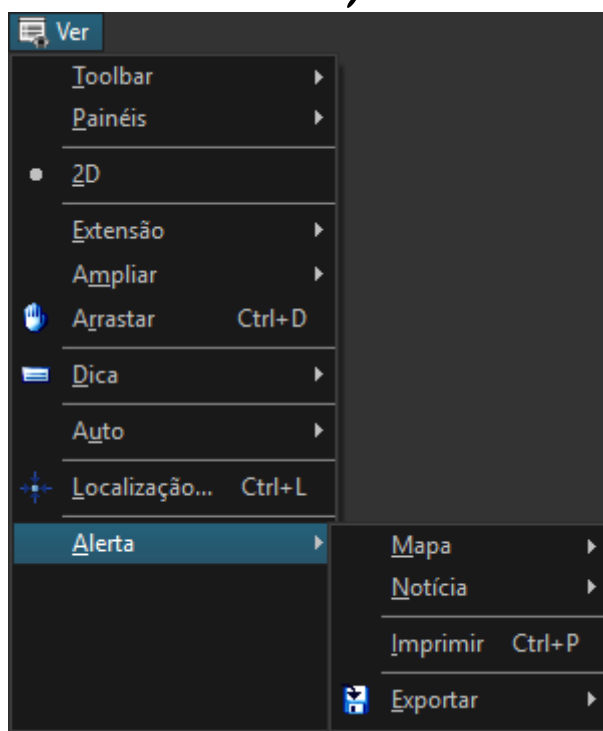 Ver
Toolbar
Painéis
2D
Extensão
Ampliar
Arrastar Ctrl+D
Dica
Auto
Localização... Ctrl+L
Alerta
Mapa
Notícia
Imprimir Ctrl+P
Exportar